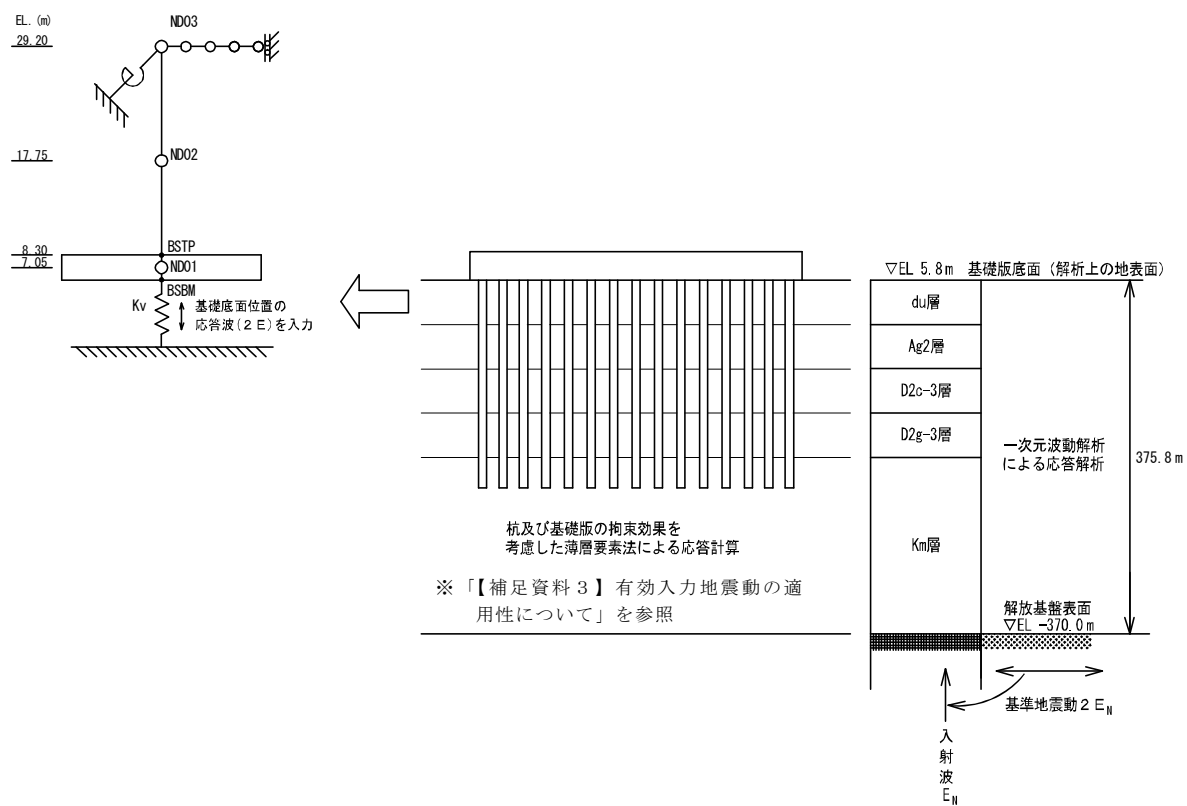 EL. (m)
29.20
ND03
17.75
ND02
8.30
7.05
BSTP
ND01
BSBM
Kv
基礎底面位置の
応答波(2E)を入力
▽EL 5.8m 基礎版底面 (解析上の地表面)
du層
Ag2層
D2c-3層
D2g-3層
Km層
一次元波動解析
による応答解析
375.8m
杭及び基礎版の拘束効果を
考慮した薄層要素法による応答計算
※「【補足資料3】有効入力地震動の適
用性について」を参照
解放基盤表面
▽EL -370.0m
基準地震動2EN
入
射
波
EN